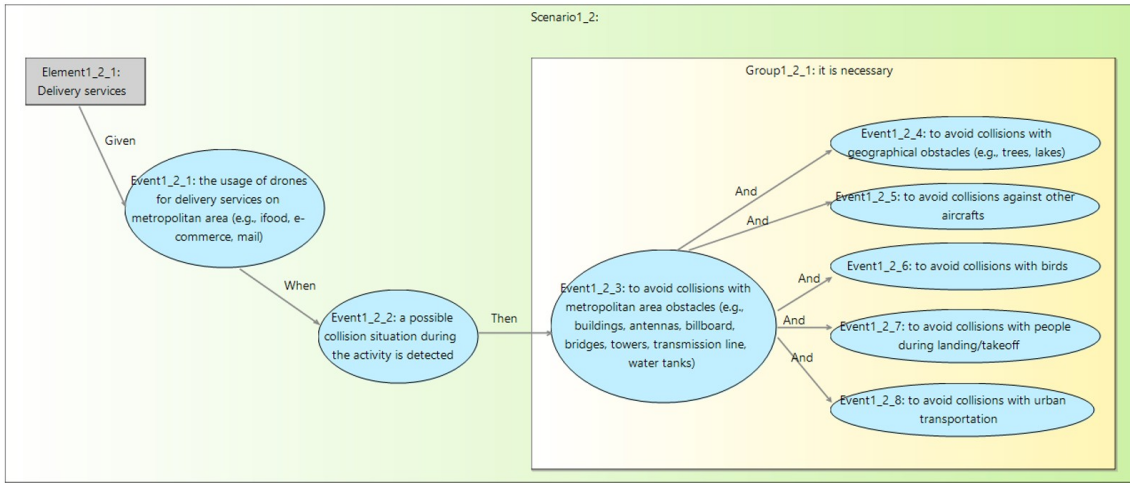 Scenario1_2:
Element1_2_1:
Delivery services
Given
Event1_2_1: the usage of drones
for delivery services on
metropolitan area (e.g., ifood, e-
commerce, mail)
When
Event1_2_2: a possible
collision situation during
the activity is detected
Then
Group1_2_1: it is necessary
Event1_2_3: to avoid collisions with
metropolitan area obstacles (e.g.,
buildings, antennas, billboard,
bridges, towers, transmission line,
water tanks)
And
Event1_2_4: to avoid collisions with
geographical obstacles (e.g., trees, lakes)
And
Event1_2_5: to avoid collisions against other
aircrafts
And
Event1_2_6: to avoid collisions with birds
And
Event1_2_7: to avoid collisions with people
during landing/takeoff
And
Event1_2_8: to avoid collisions with urban
transportation